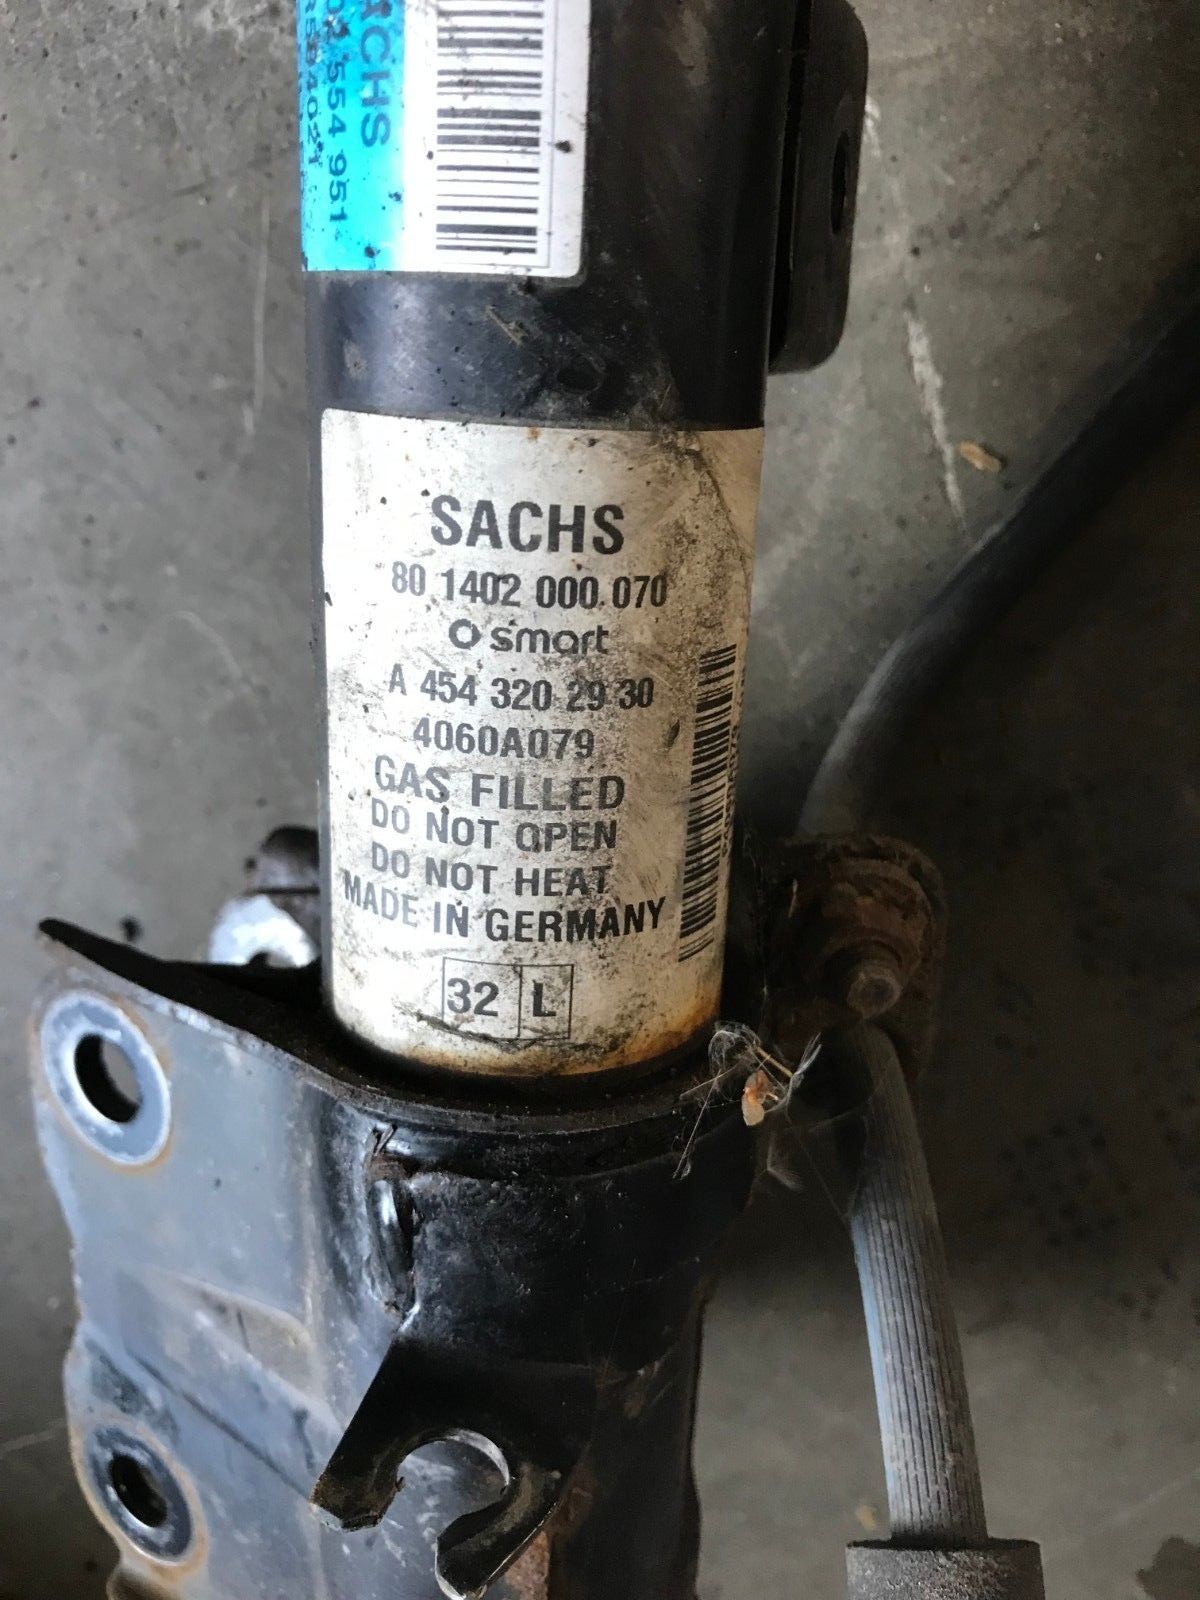 554 951
SACHS
80 1402 000 070
smart
A 454 320 29 30
4060A079
GAS FILLED
DO NOT OPEN
DO NOT HEAT
MADE IN GERMANY
32 L